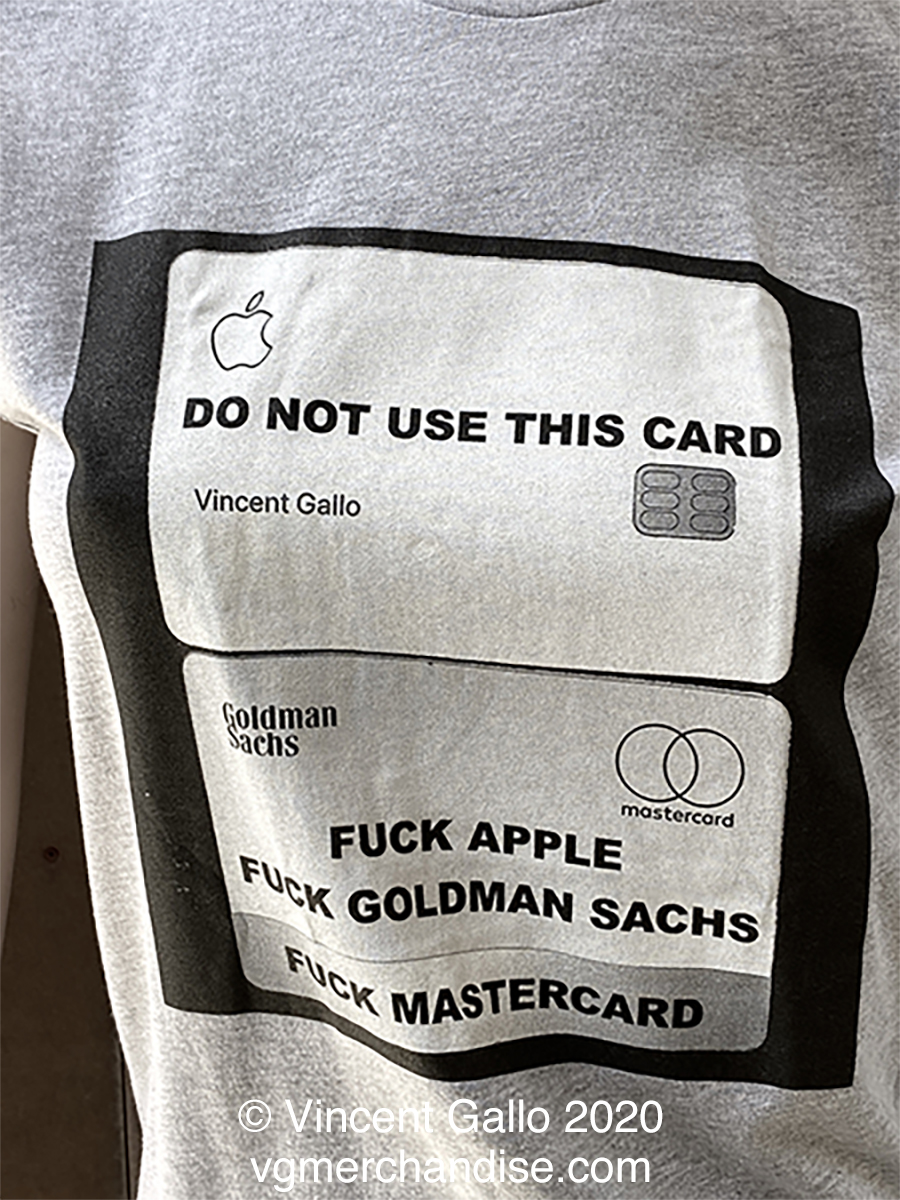 DO NOT USE THIS CARD
Vincent Gallo
Goldman
Sachs
mastercard
FUCK APPLE
FUCK GOLDMAN SACHS
FUCK MASTERCARD
© Vincent Gallo 2020
vgmerchandise.com